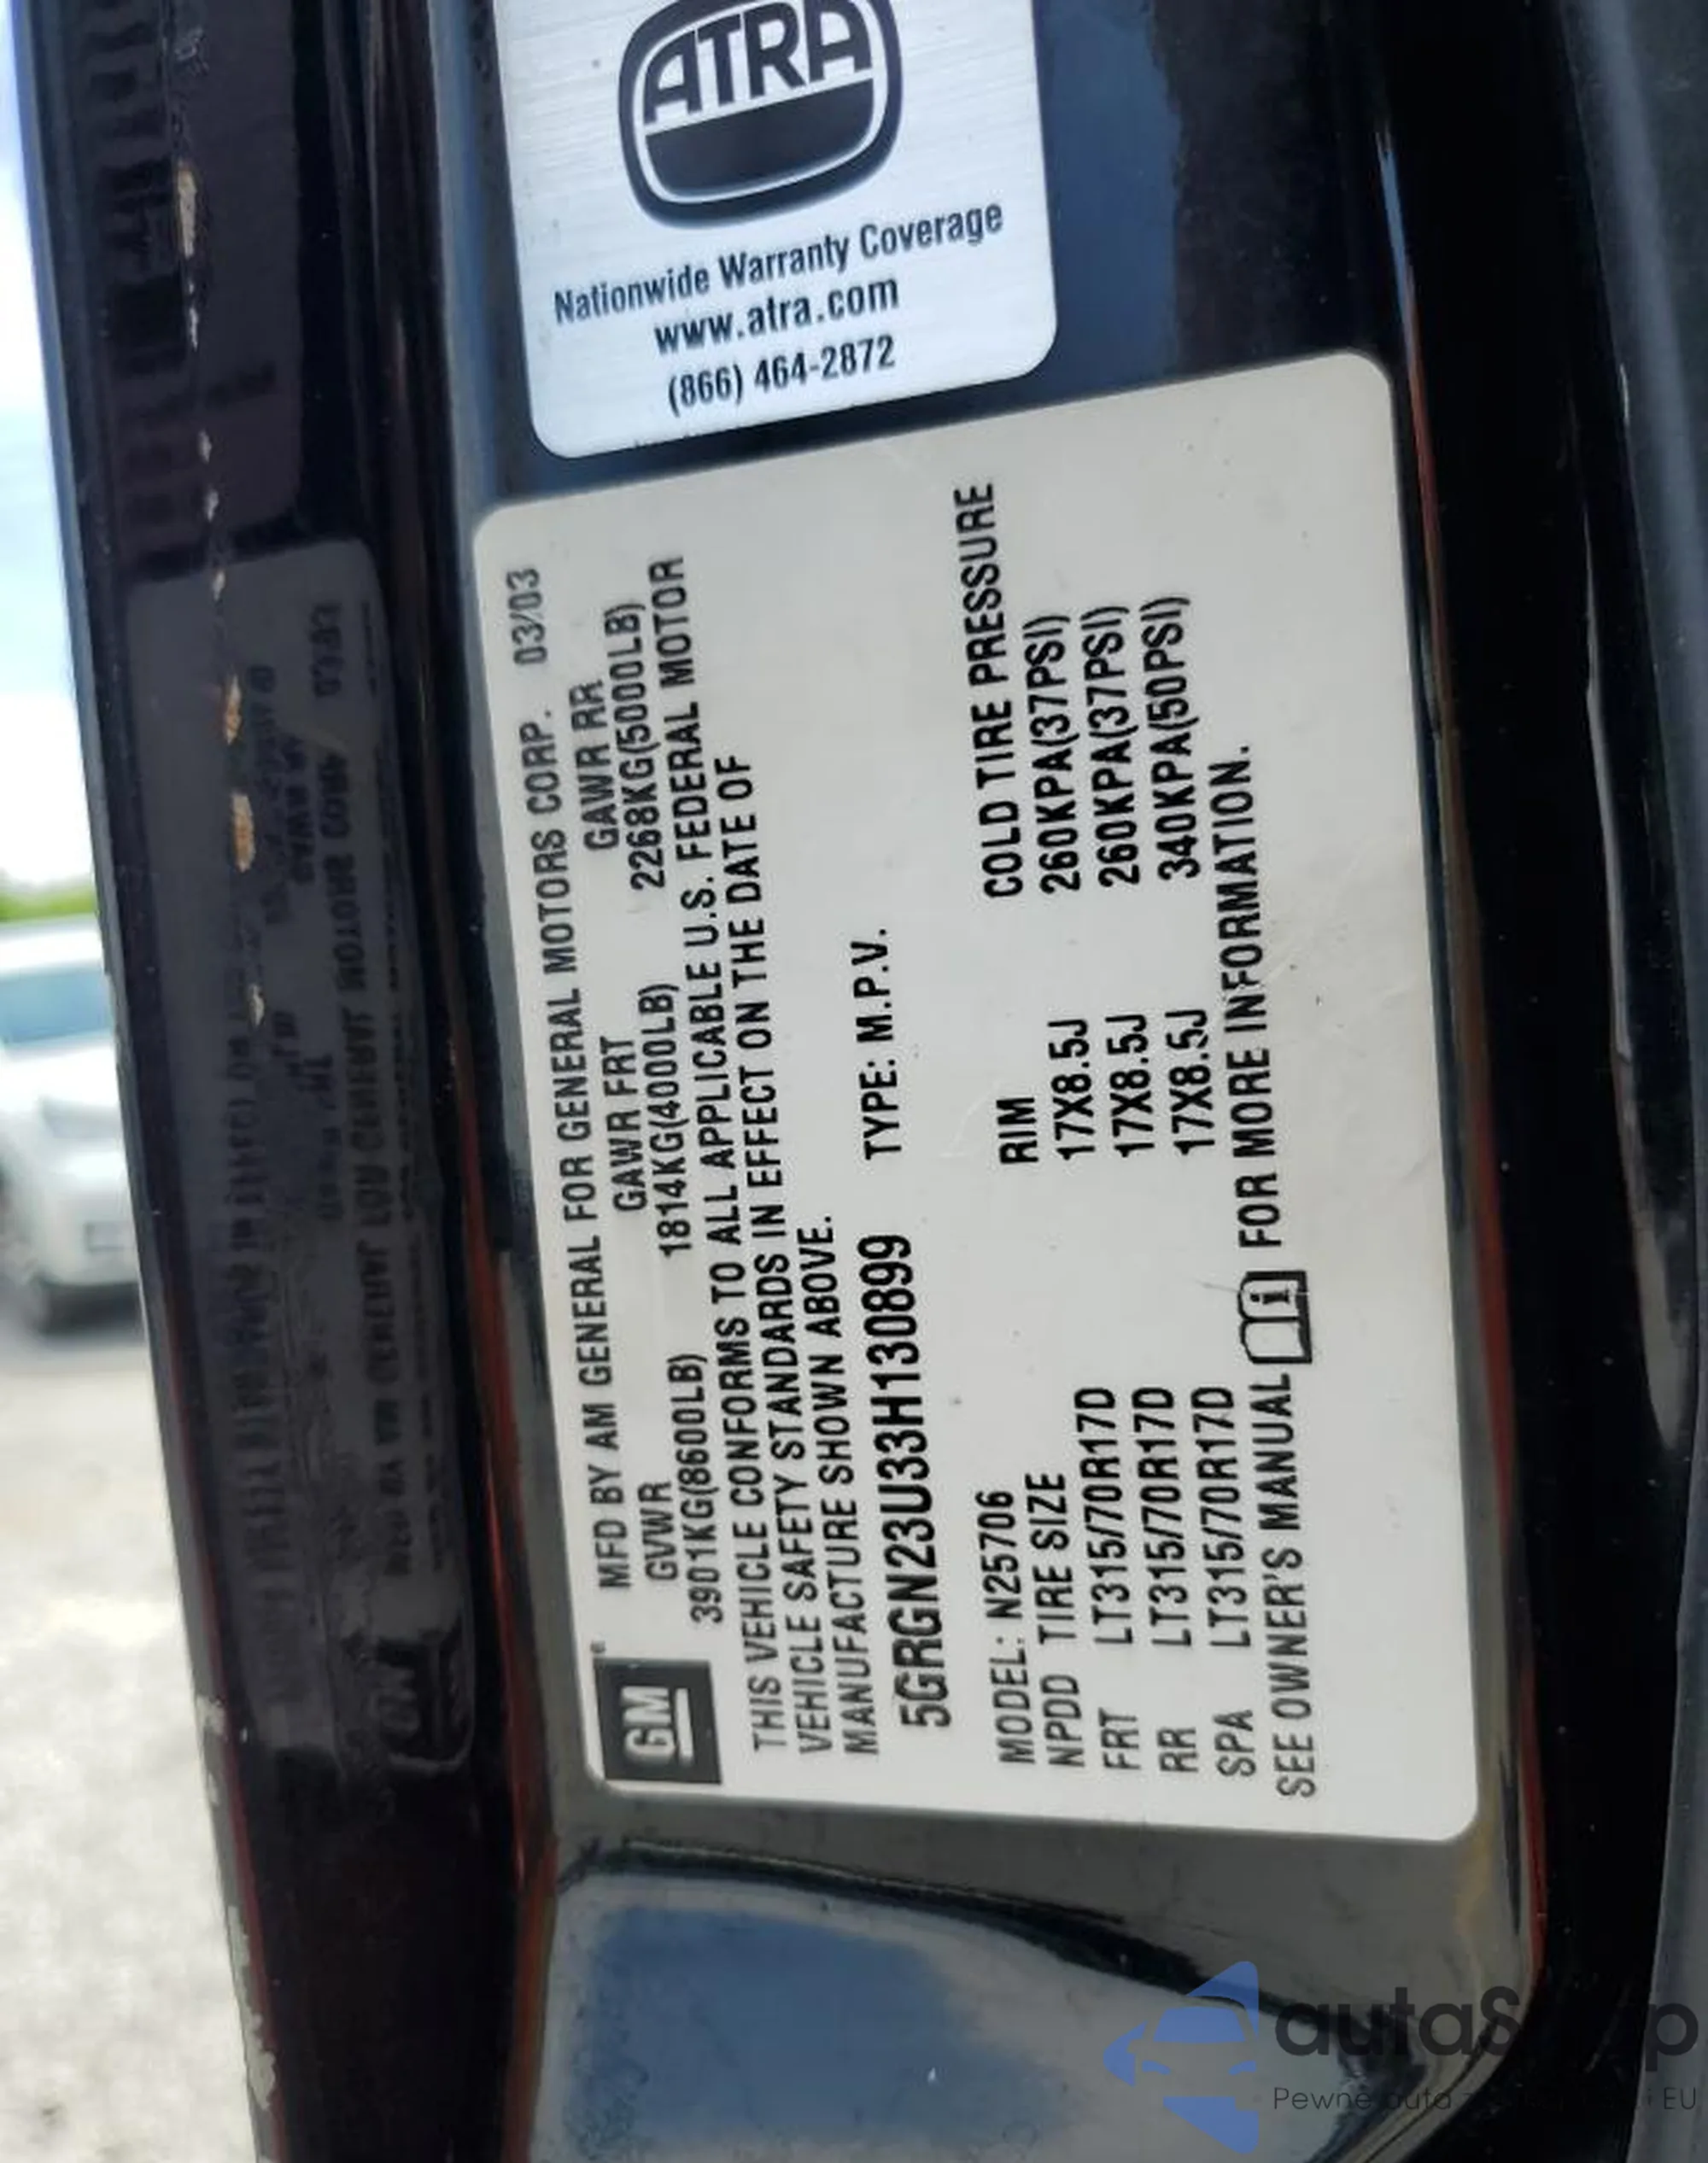 ATRA
Nationwide Warranty Coverage
www.atra.com
(866) 464-2872
GM
MFD BY AM GENERAL FOR GENERAL MOTORS CORP. 03/03
GVWR GAWR FRT GAWR RR
3901KG(8600LB) 1814KG(4000LB) 2268KG(5000LB)
THIS VEHICLE CONFORMS TO ALL APPLICABLE U.S. FEDERAL MOTOR
VEHICLE SAFETY STANDARDS IN EFFECT ON THE DATE OF
MANUFACTURE SHOWN ABOVE.
5GRGN23U33H130899 TYPE: M.P.V.
MODEL: N25706
NPDD TIRE SIZE RIM COLD TIRE PRESSURE
FRT LT315/70R17D 17X8.5J 260KPA(37PSI)
RR LT315/70R17D 17X8.5J 260KPA(37PSI)
SPA LT315/70R17D 17X8.5J 340KPA(50PSI)
SEE OWNER'S MANUAL i FOR MORE INFORMATION.
Pewne auto EU